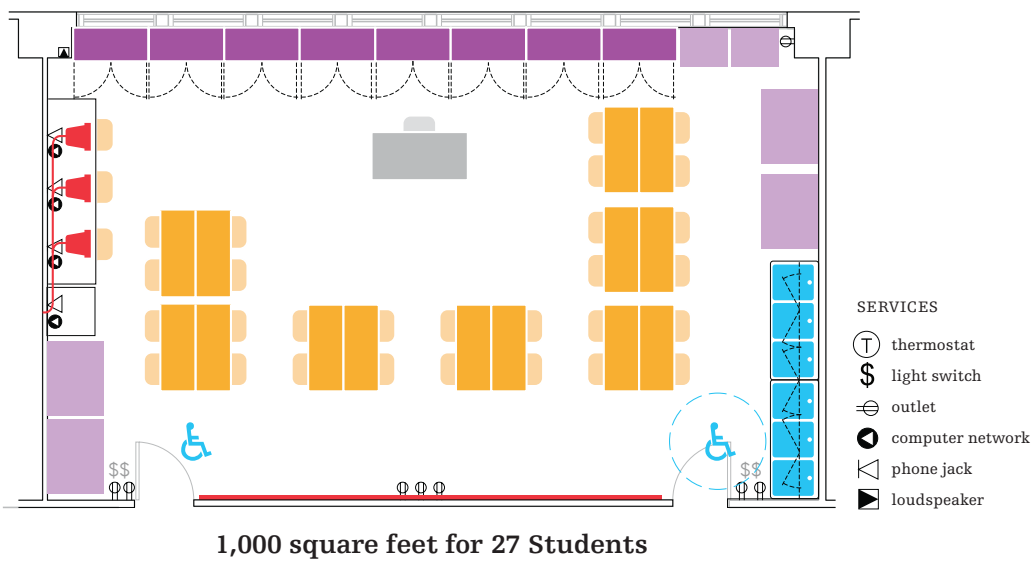 SERVICES
T thermostat
$ light switch
outlet
computer network
phone jack
loudspeaker
$$
$$
1,000 square feet for 27 Students